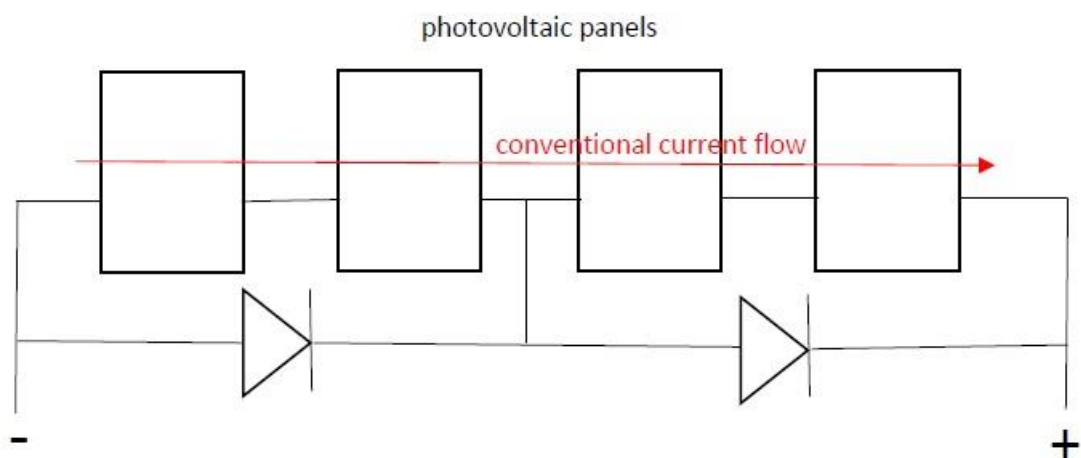 photovoltaic panels
conventional current flow
- +